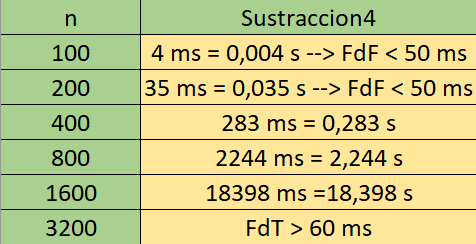 n Sustraccion4
100 4 ms = 0,004 s --> FdF < 50 ms
200 35 ms = 0,035 s --> FdF < 50 ms
400 283 ms = 0,283 s
800 2244 ms = 2,244 s
1600 18398 ms =18,398 s
3200 FdT > 60 ms